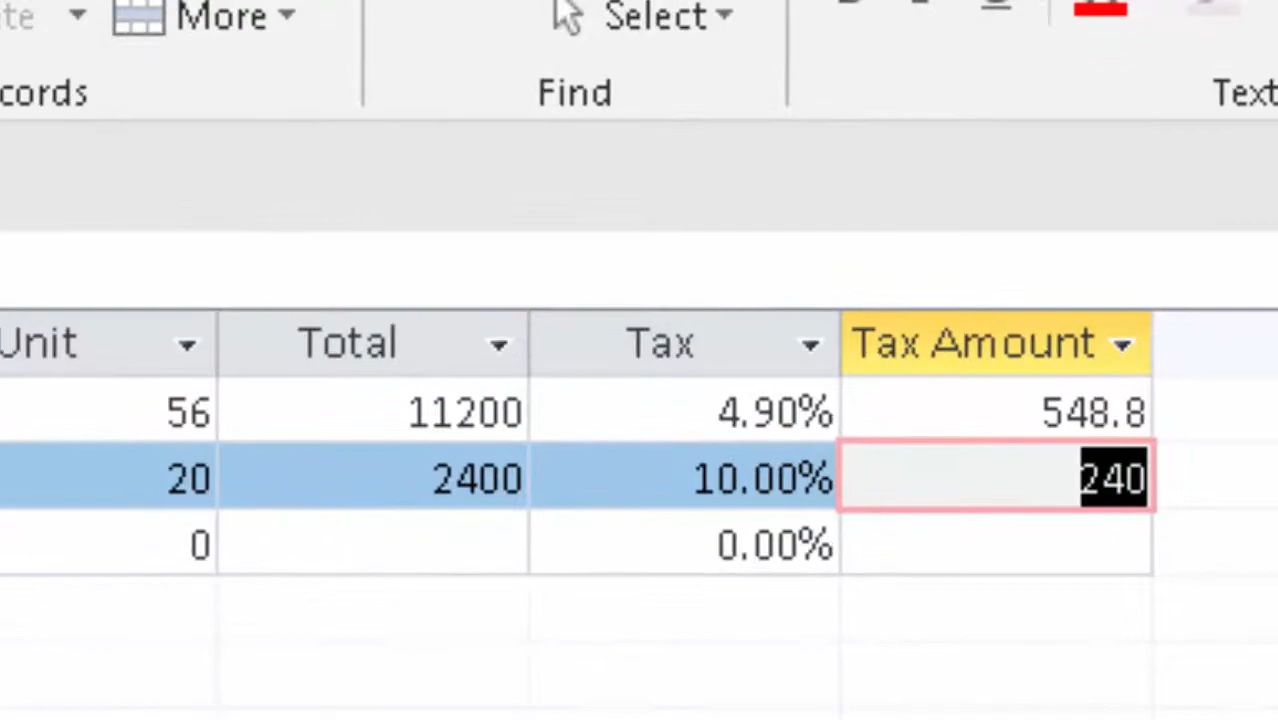 More Select
cords Find Text
Unit Total Tax Tax Amount
56 11200 4.90% 548.8
20 2400 10.00% 240
0 0.00%